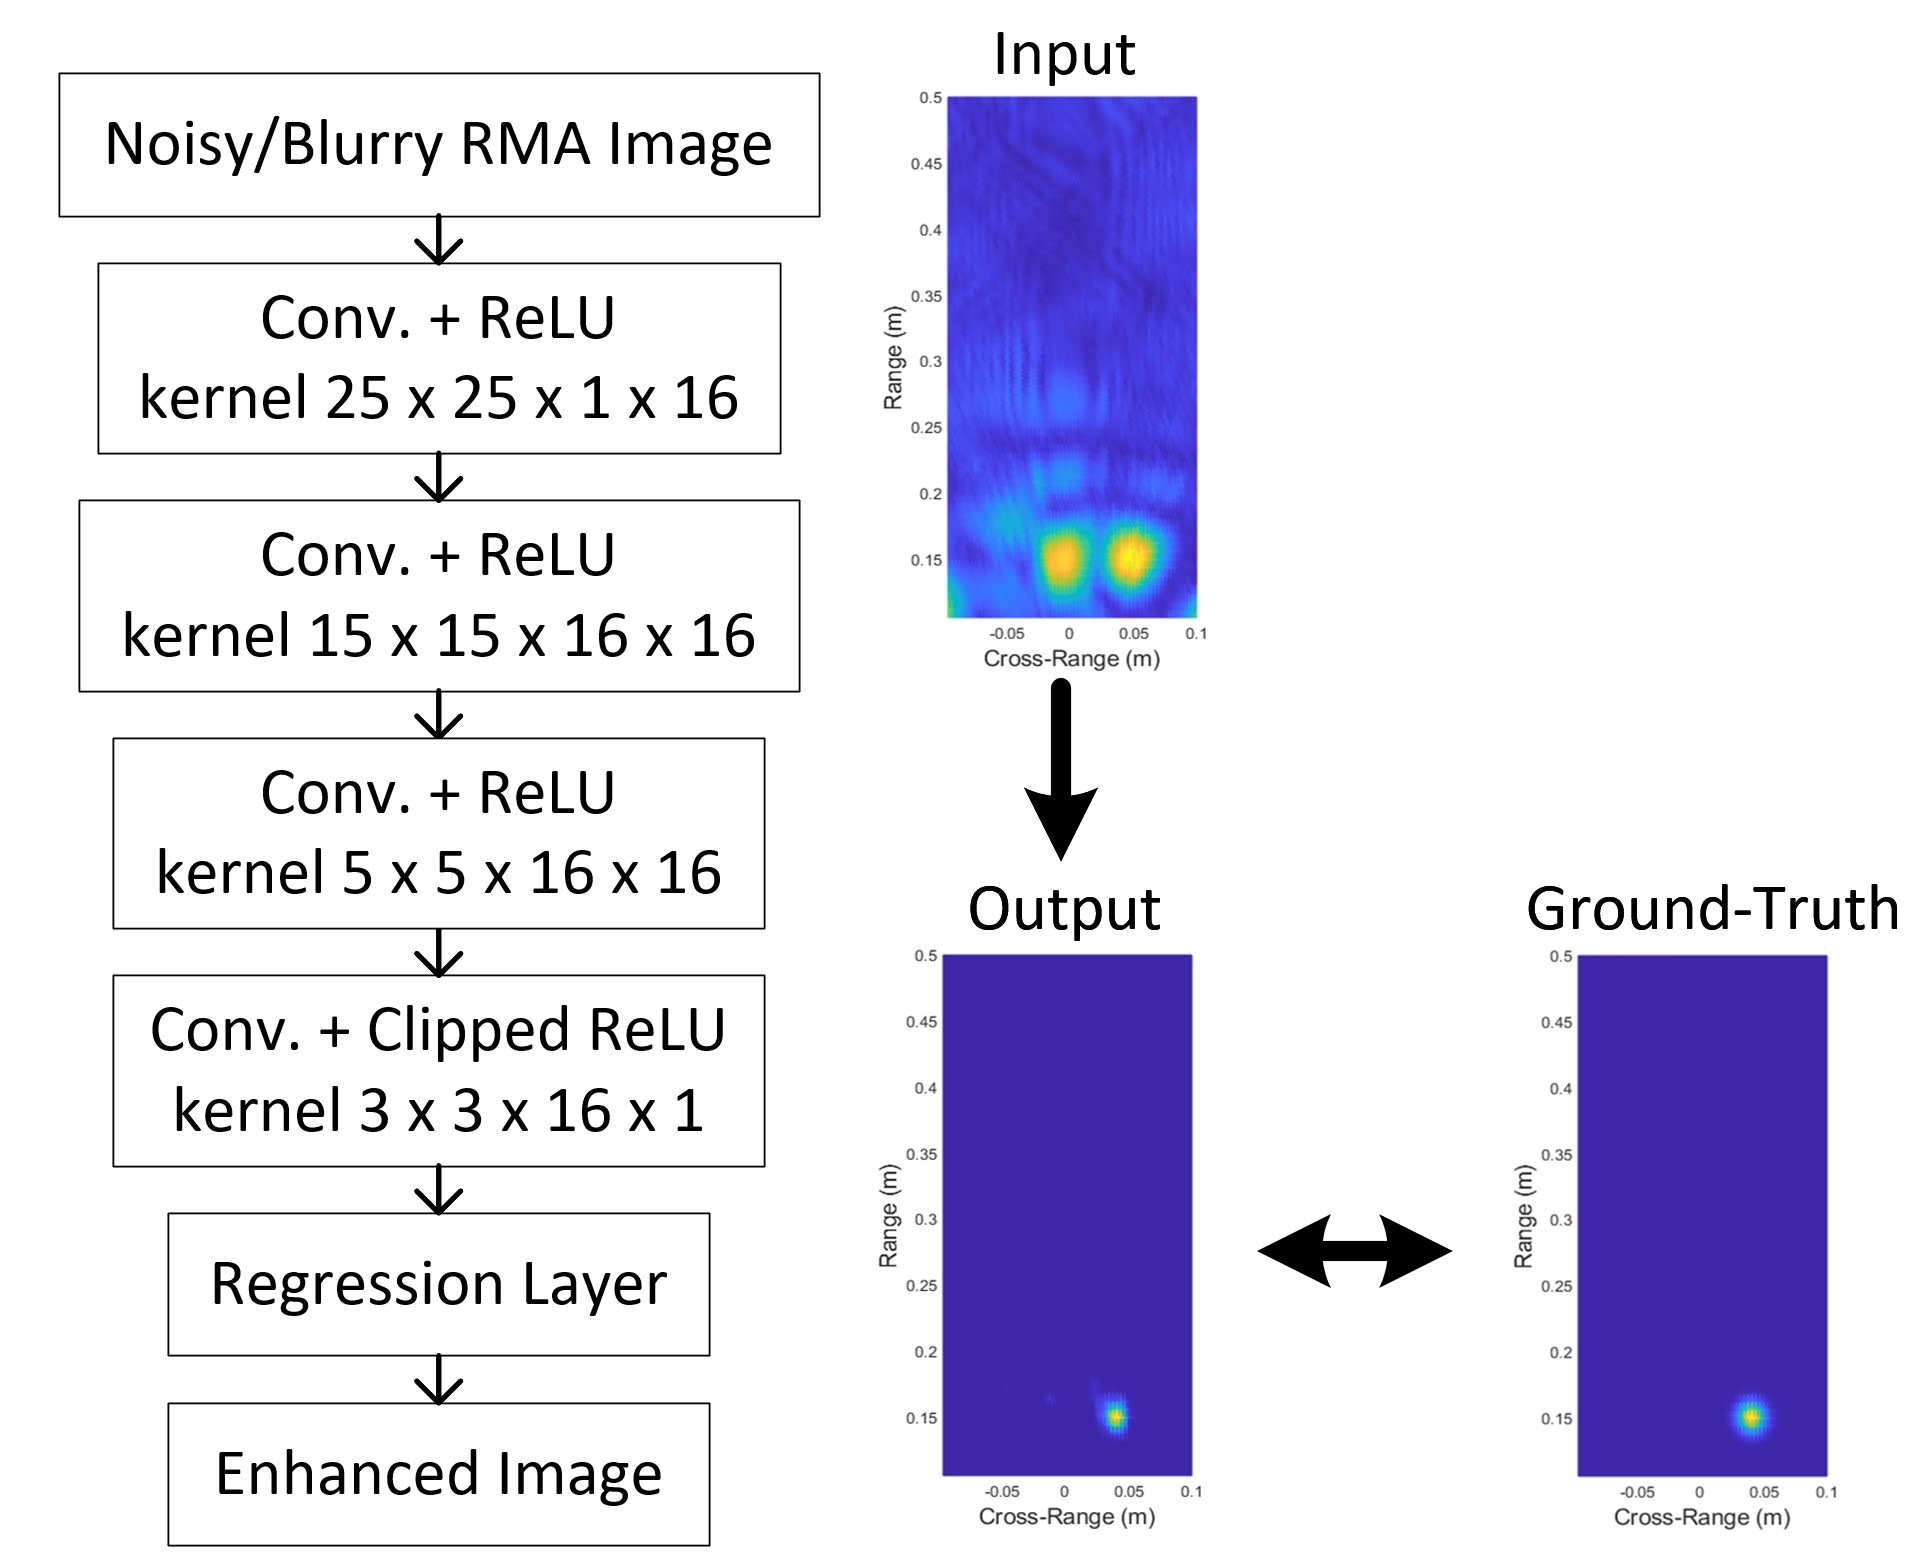 Noisy/Blurry RMA Image
Conv. + ReLU
kernel 25 x 25 x 1 x 16
Conv. + ReLU
kernel 15 x 15 x 16 x 16
Conv. + ReLU
kernel 5 x 5 x 16 x 16
Conv. + Clipped ReLU
kernel 3 x 3 x 16 x 1
Regression Layer
Enhanced Image
Input
0.5
0.45
0.4
0.35
0.3
0.25
0.2
0.15
Range (m)
-0.05 0 0.05 0.1
Cross-Range (m)
Output
0.5
0.45
0.4
0.35
0.3
0.25
0.2
0.15
Range (m)
-0.05 0 0.05 0.1
Cross-Range (m)
Ground-Truth
0.5
0.45
0.4
0.35
0.3
0.25
0.2
0.15
Range (m)
-0.05 0 0.05 0.1
Cross-Range (m)